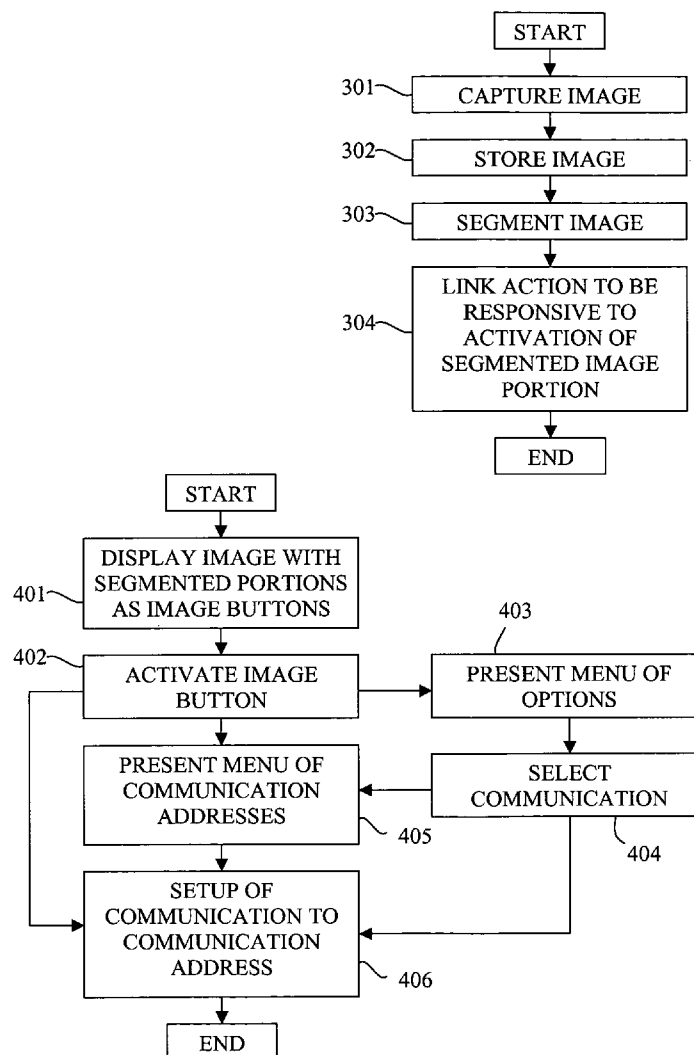 START
301
CAPTURE IMAGE
302
STORE IMAGE
303
SEGMENT IMAGE
304
LINK ACTION TO BE
RESPONSIVE TO
ACTIVATION OF
SEGMENTED IMAGE
PORTION
END
START
401
DISPLAY IMAGE WITH
SEGMENTED PORTIONS
AS IMAGE BUTTONS
402
ACTIVATE IMAGE
BUTTON
403
PRESENT MENU OF
OPTIONS
PRESENT MENU OF
COMMUNICATION
ADDRESSES
405
SELECT
COMMUNICATION
404
SETUP OF
COMMUNICATION TO
COMMUNICATION
ADDRESS
406
END